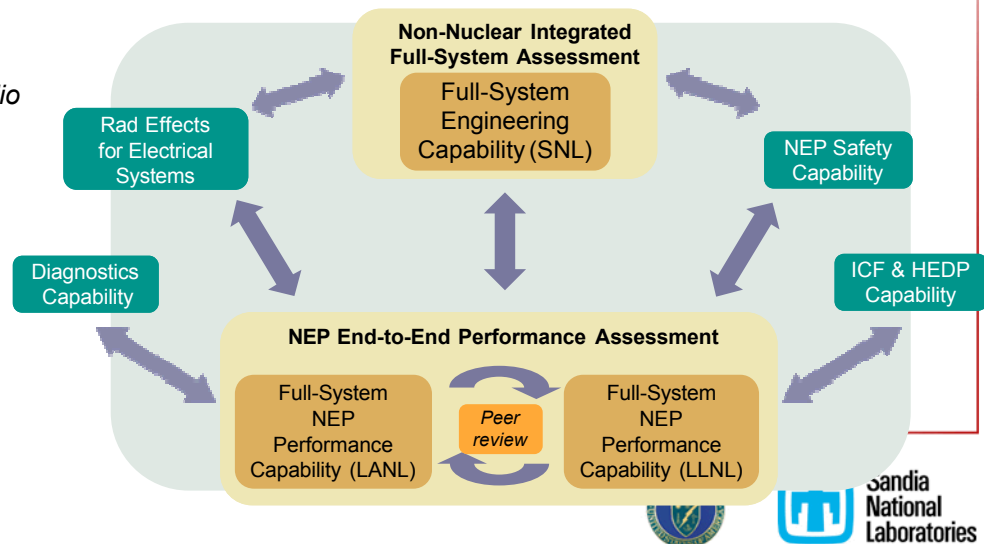 Non-Nuclear Integrated
Full-System Assessment
Full-System
Engineering
Capability (SNL)
Rad Effects
for Electrical
Systems
NEP Safety
Capability
Diagnostics
Capability
ICF & HEDP
Capability
NEP End-to-End Performance Assessment
Full-System
NEP
Performance
Capability (LANL)
Peer
review
Full-System
NEP
Performance
Capability (LLNL)
Sandia
National
Laboratories